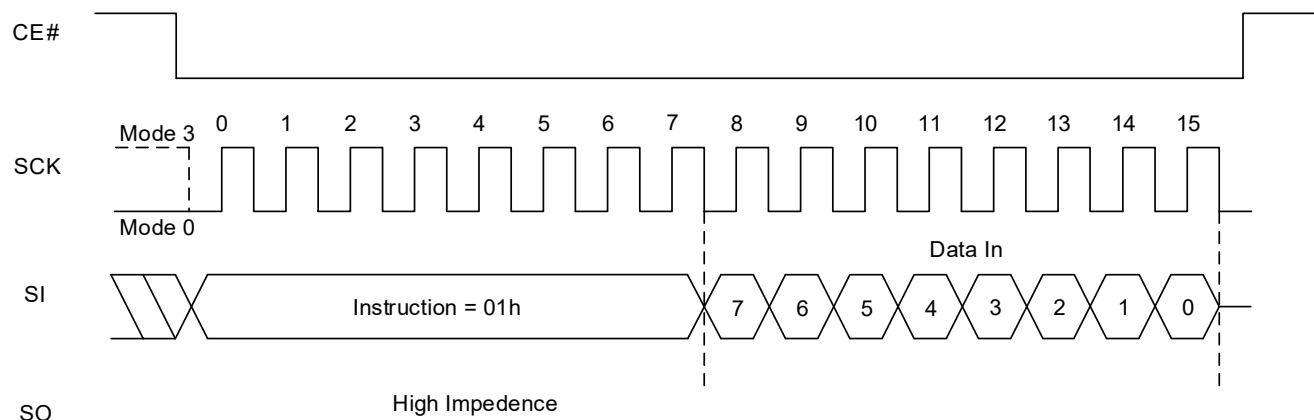 CE#
Mode 3
0 1 2 3 4 5 6 7 8 9 10 11 12 13 14 15
SCK
Mode 0
Data In
SI
Instruction = 01h
7 6 5 4 3 2 1 0
High Impedence
SO